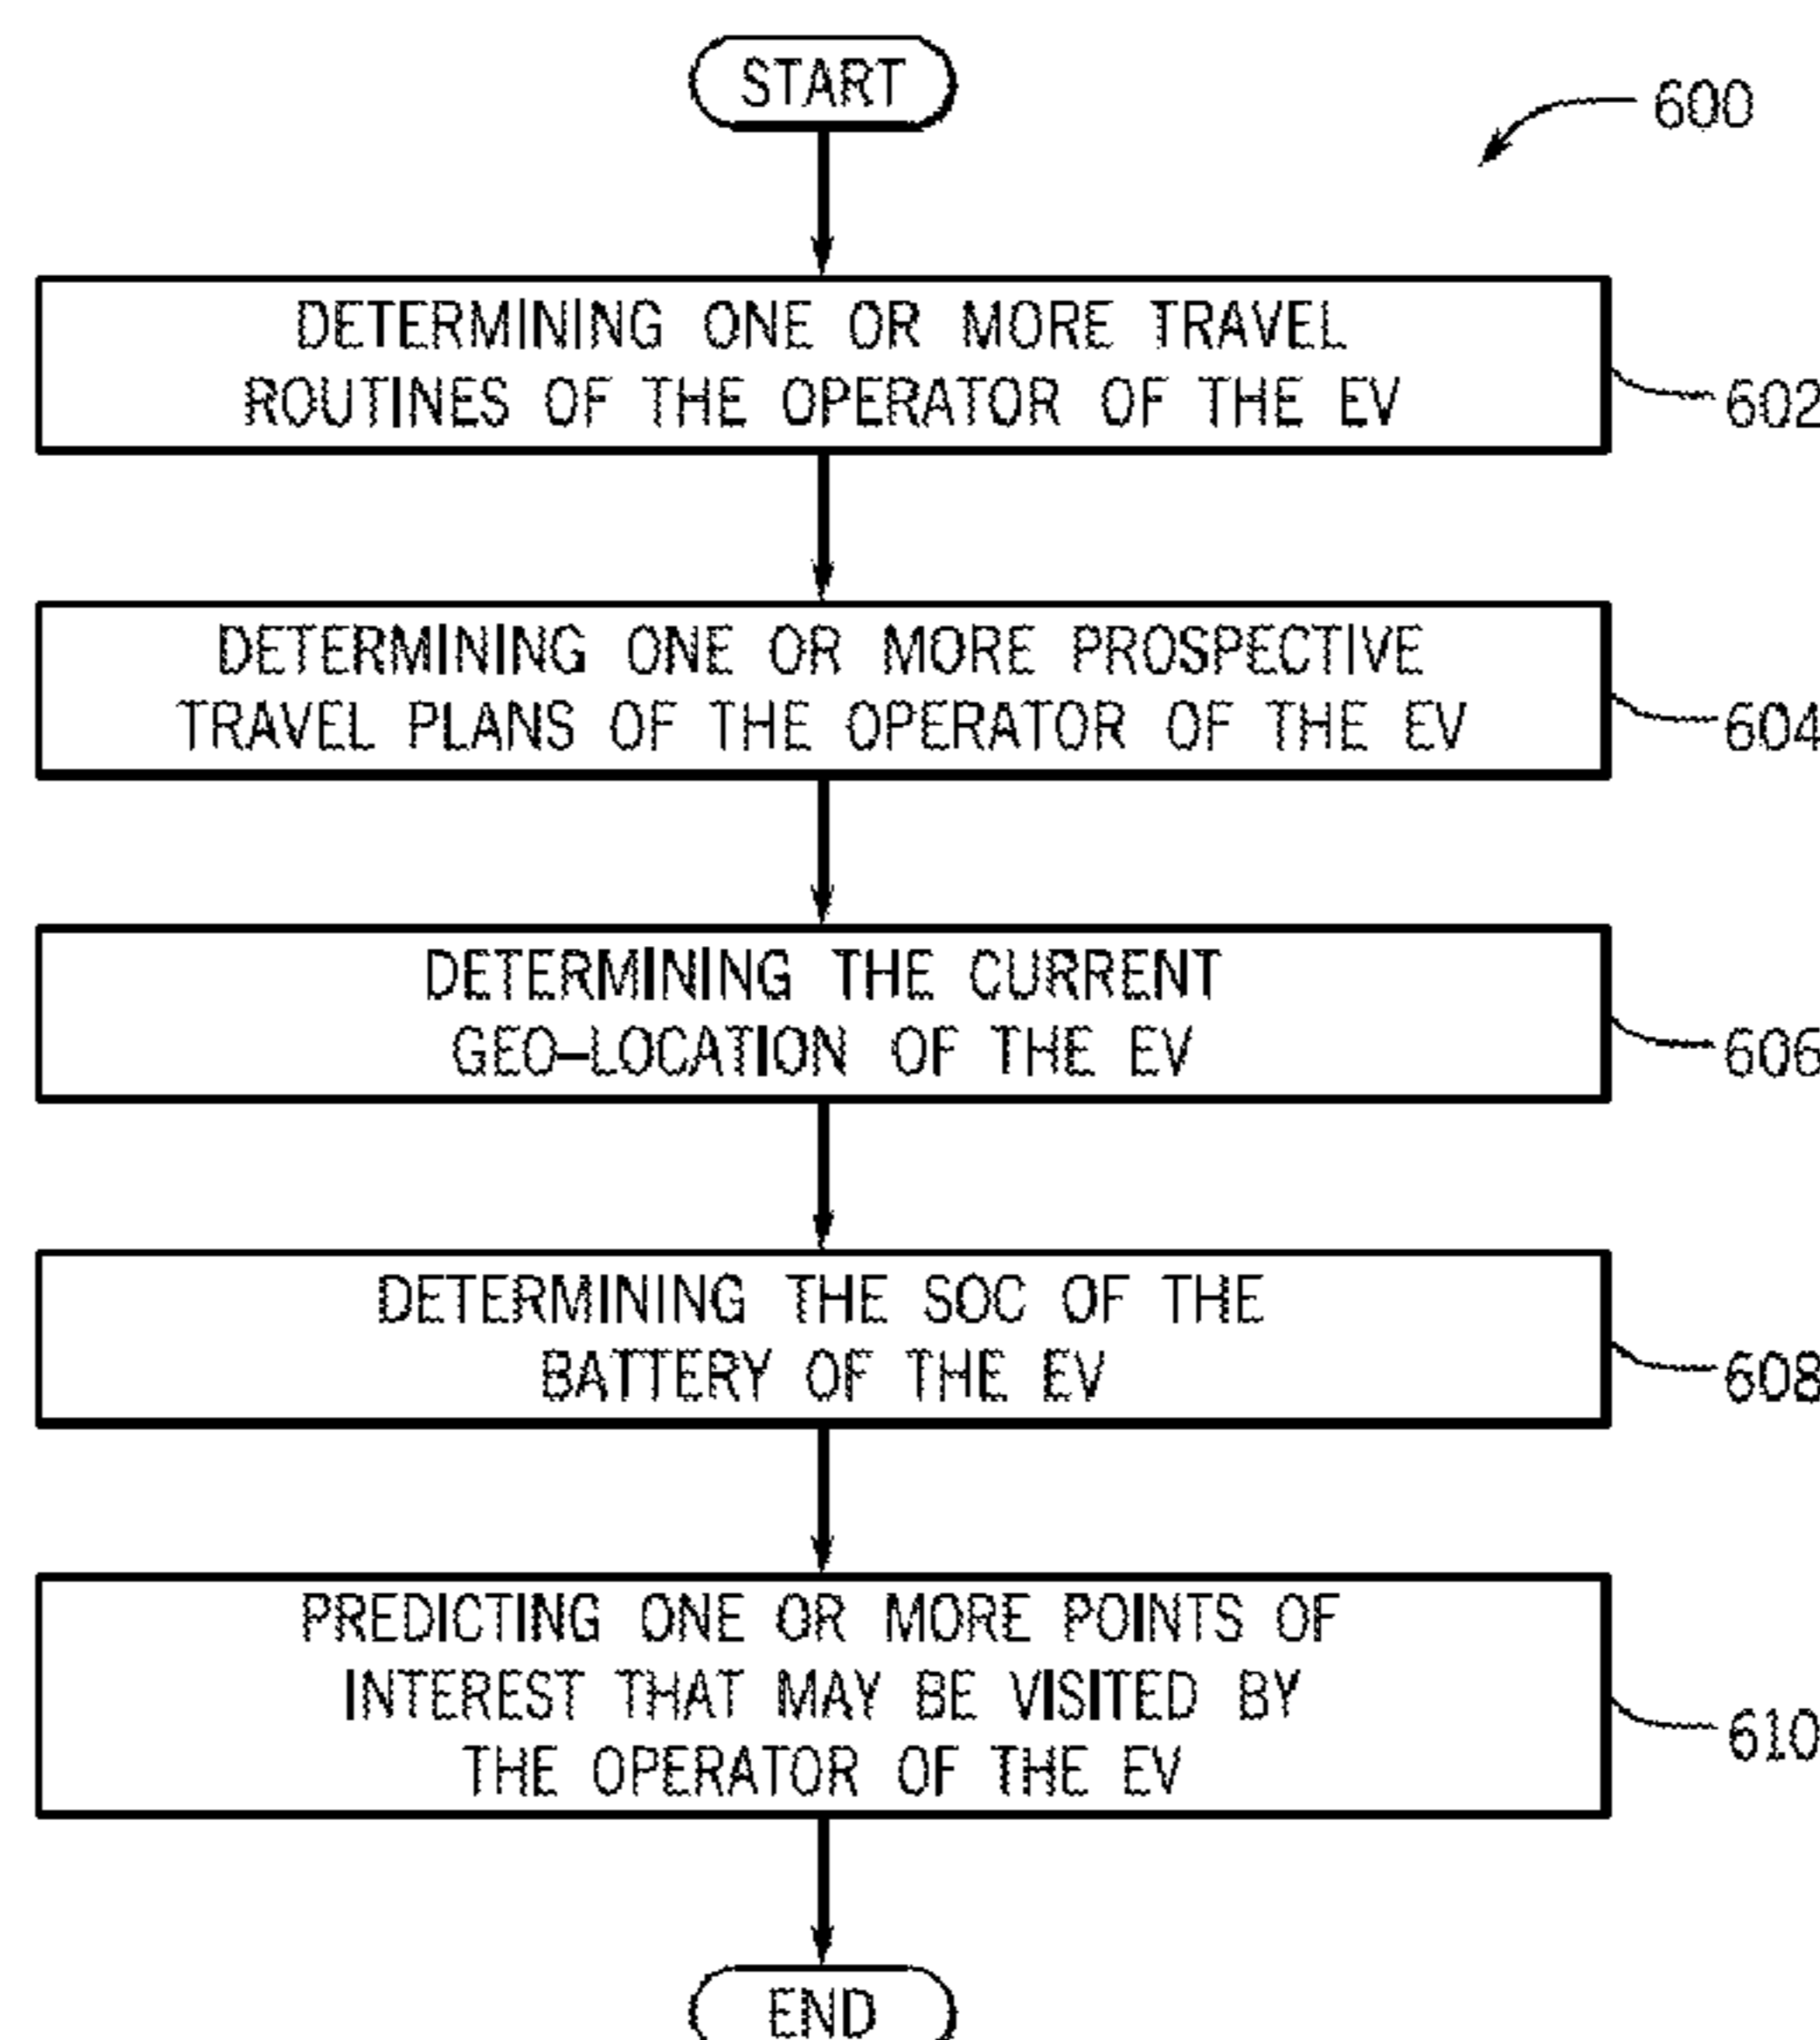 START
600
DETERMINING ONE OR MORE TRAVEL
ROUTINES OF THE OPERATOR OF THE EV
602
DETERMINING ONE OR MORE PROSPECTIVE
TRAVEL PLANS OF THE OPERATOR OF THE EV
604
DETERMINING THE CURRENT
GEO-LOCATION OF THE EV
606
DETERMINING THE SOC OF THE
BATTERY OF THE EV
608
PREDICTING ONE OR MORE POINTS OF
INTEREST THAT MAY BE VISITED BY
THE OPERATOR OF THE EV
610
END